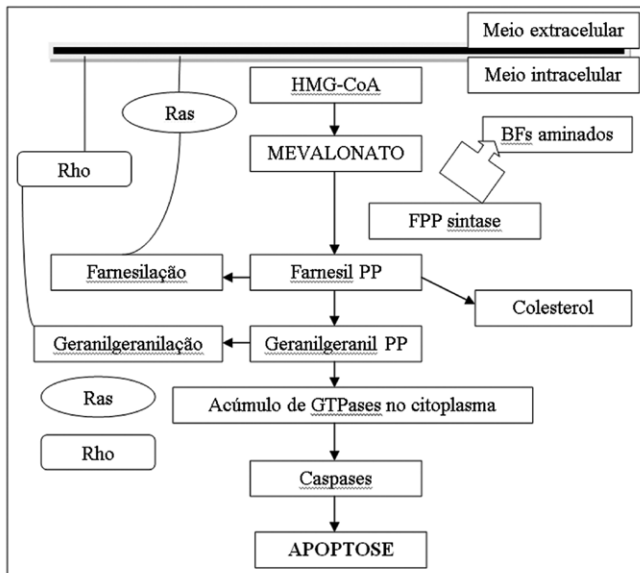 Meio extracelular
Meio intracelular
HMG-CoA
Ras
BFs aminados
MEVALONATO
Rho
FPP sintase
Farnesilação
Farnesil PP
Colesterol
Geranilgeranilação
Geranilgeranil PP
Ras
Acúmulo de GTPases no citoplasma
Rho
Caspases
APOPTOSE